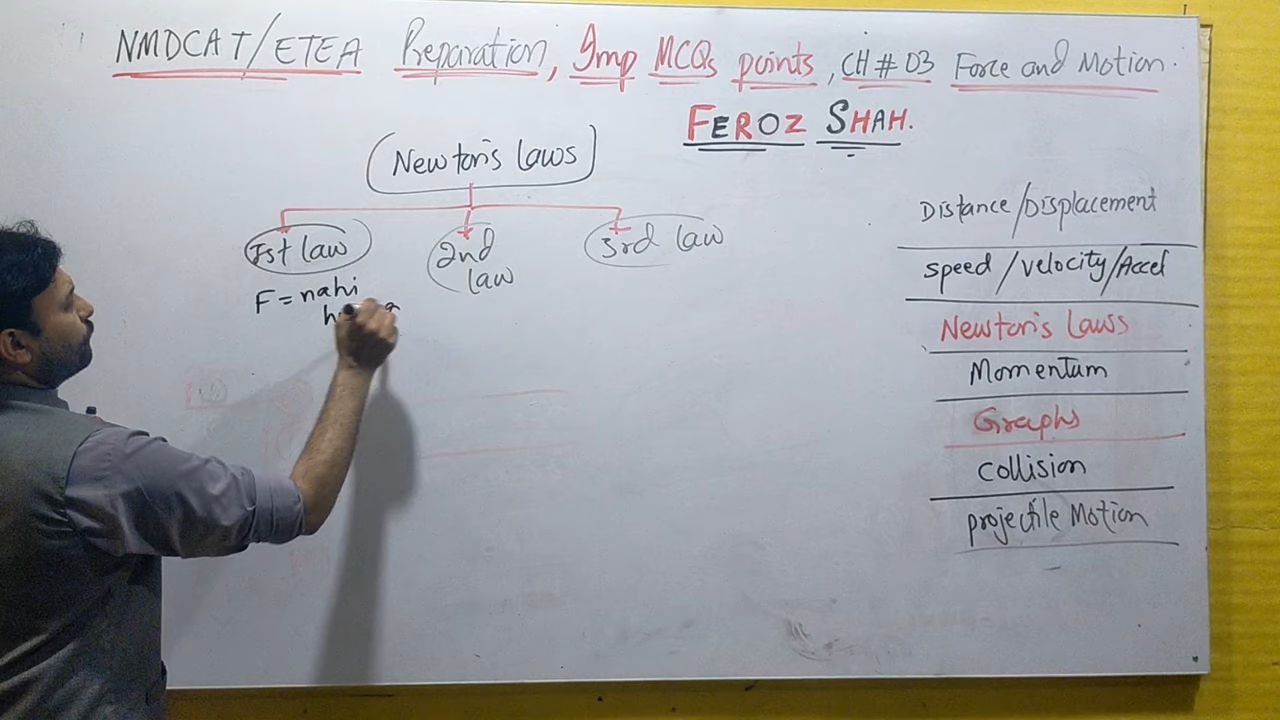 NMDCAT/ETEA Preparation, Imp MCQs points, CH # 03 Force and Motion.
FEROZ SHAH.
Newton's Laws
Ist law
2nd law
3rd law
F = nahi
Distance/Displacement
speed/velocity/Accel
Newton's Laws
Momentum
Graphs
collision
projectile Motion